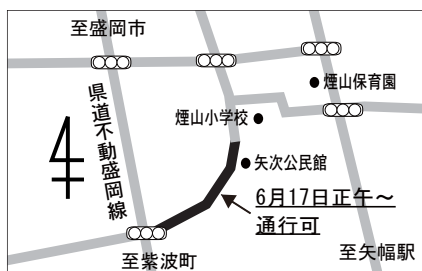 至盛岡市
煙山保育園
県道不動盛岡線
煙山小学校
矢次公民館
6月17日正午～
通行可
至紫波町
至矢幅駅